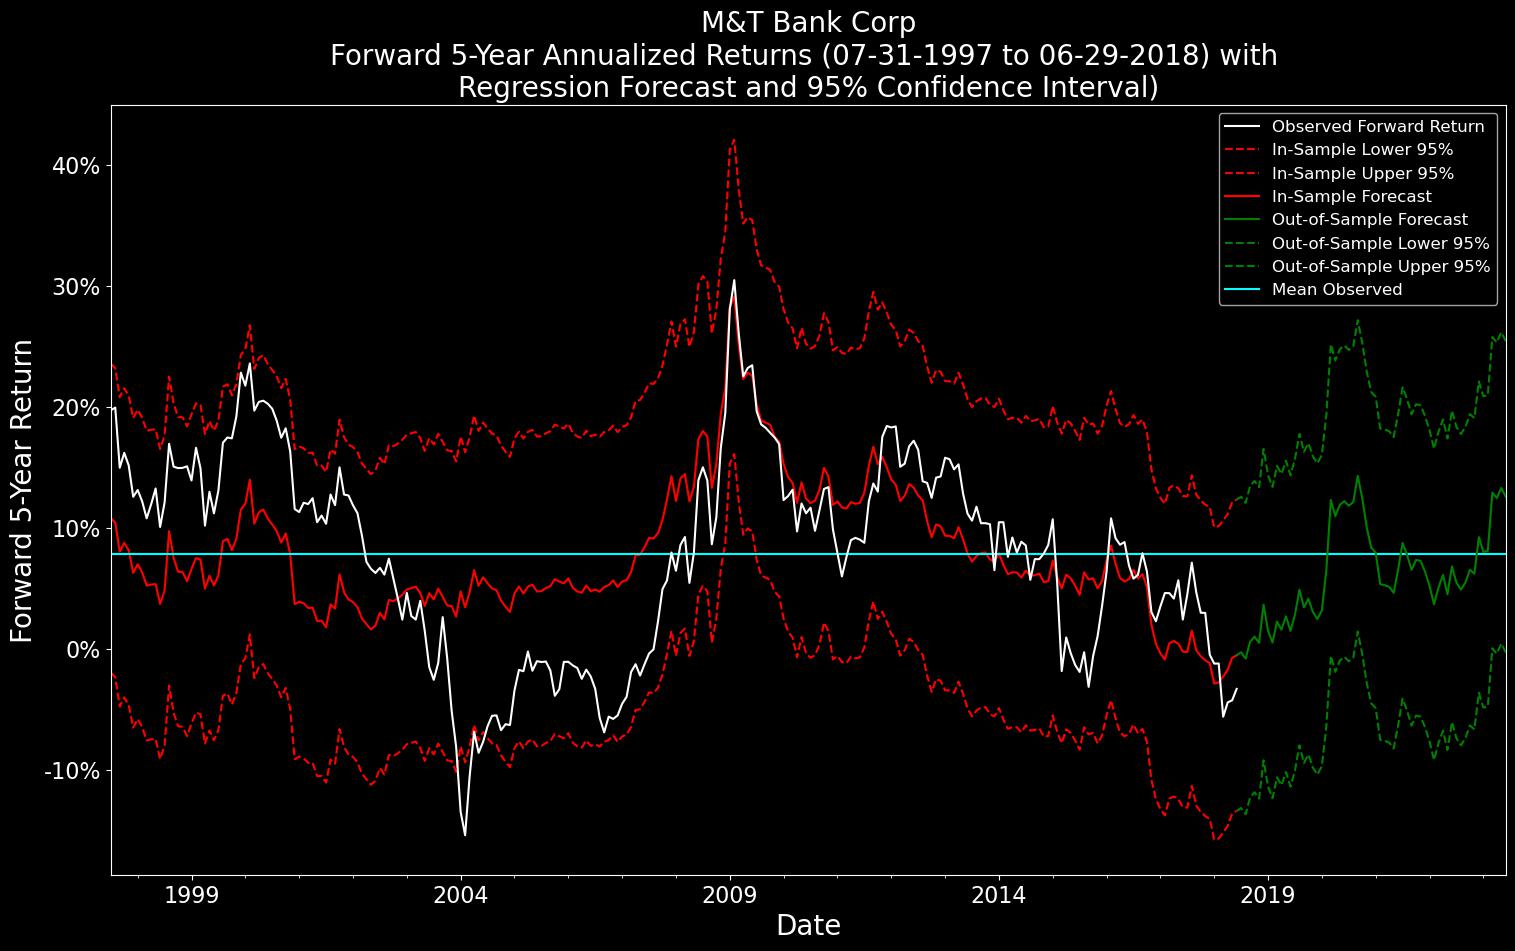 M&T Bank Corp
Forward 5-Year Annualized Returns (07-31-1997 to 06-29-2018) with
Regression Forecast and 95% Confidence Interval)
Observed Forward Return
In-Sample Lower 95%
In-Sample Upper 95%
In-Sample Forecast
Out-of-Sample Forecast
Out-of-Sample Lower 95%
Out-of-Sample Upper 95%
Mean Observed
Forward 5-Year Return
40%
30%
20%
10%
0%
-10%
1999
2004
2009
2014
2019
Date